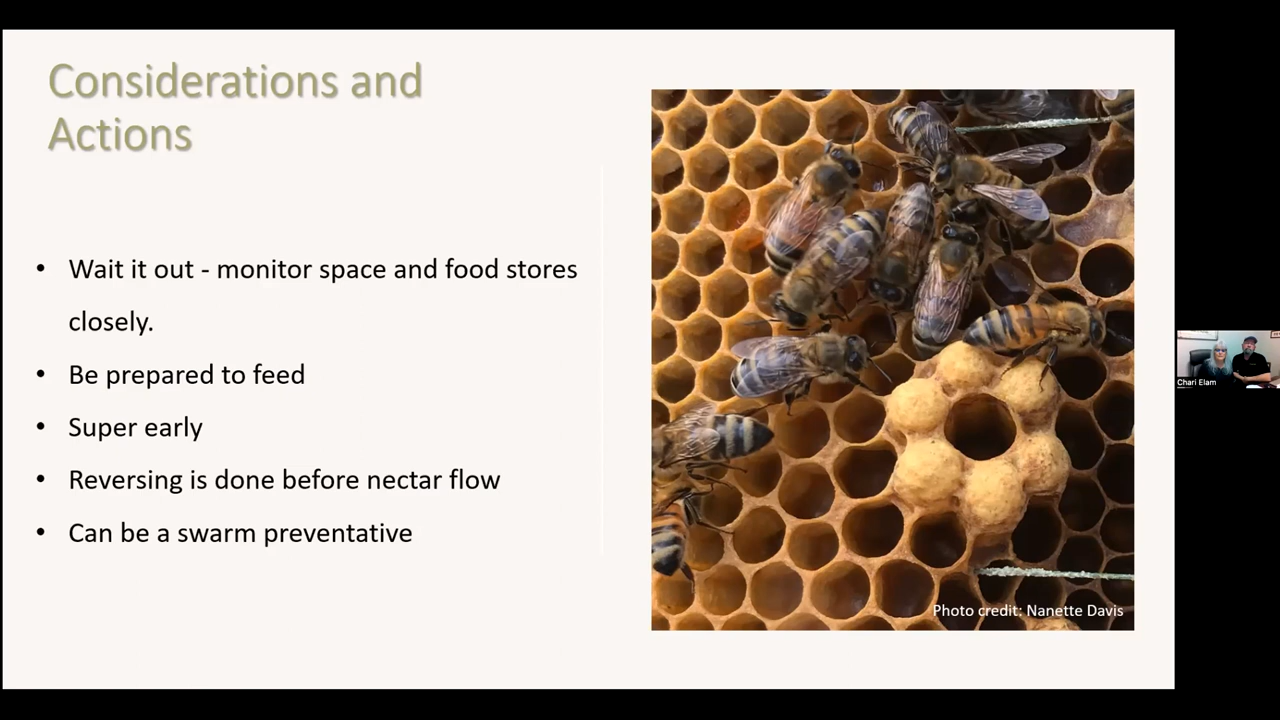 Considerations and
Actions
• Wait it out - monitor space and food stores
closely.
• Be prepared to feed
• Super early
• Reversing is done before nectar flow
• Can be a swarm preventative
Photo credit: Nanette Davis
Chari Elam